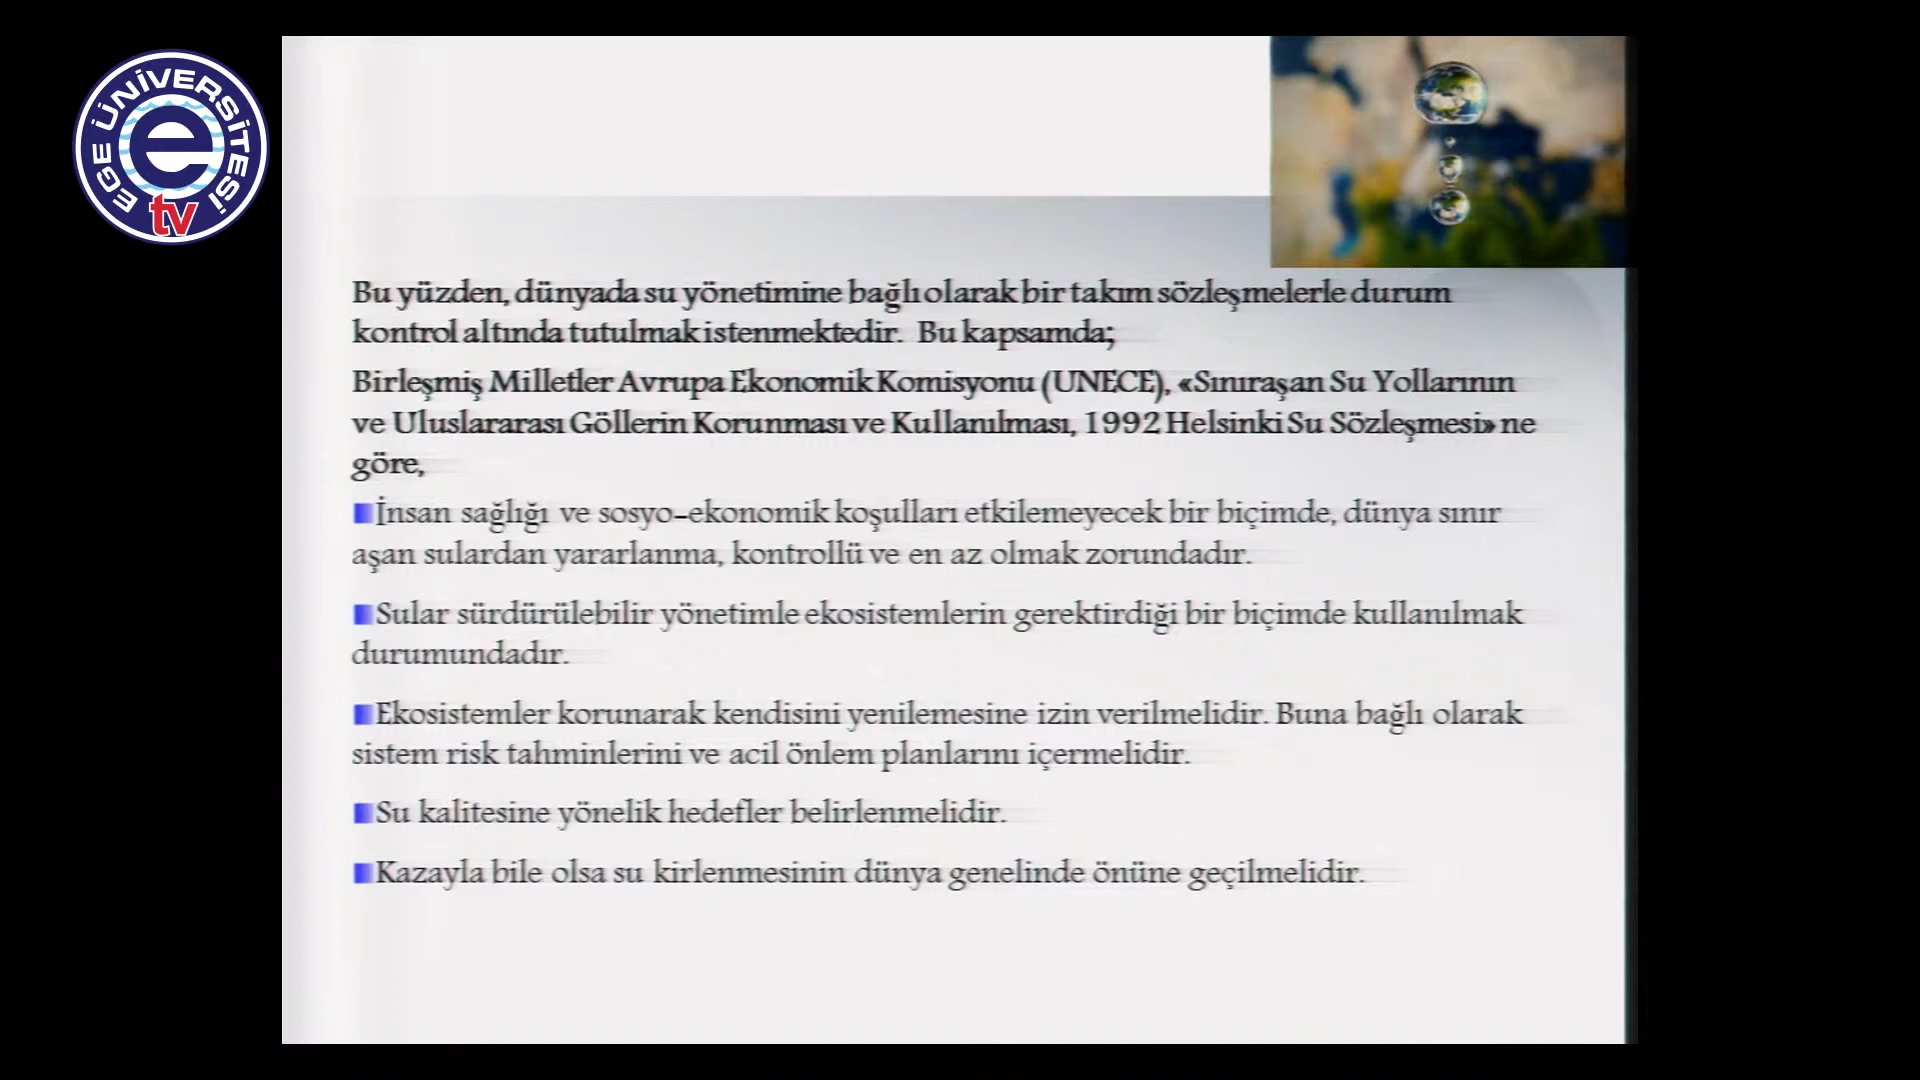 EGE ÜNİVERSİTESİ
e
tv
Bu yüzden, dünyada su yönetimine bağlı olarak bir takım sözleşmelerle durum
kontrol altında tutulmak istenmektedir. Bu kapsamda;
Birleşmiş Milletler Avrupa Ekonomik Komisyonu (UNECE), «Sınıraşan Su Yollarının
ve Uluslararası Göllerin Korunması ve Kullanılması, 1992 Helsinki Su Sözleşmesi» ne
göre,
İnsan sağlığı ve sosyo-ekonomik koşulları etkilemeyecek bir biçimde, dünya sınır
aşan sulardan yararlanma, kontrollü ve en az olmak zorundadır.
Sular sürdürülebilir yönetimle ekosistemlerin gerektirdiği bir biçimde kullanılmak
durumundadır.
Ekosistemler korunarak kendisini yenilemesine izin verilmelidir. Buna bağlı olarak
sistem risk tahminlerini ve acil önlem planlarını içermelidir.
Su kalitesine yönelik hedefler belirlenmelidir.
Kazayla bile olsa su kirlenmesinin dünya genelinde önüne geçilmelidir.